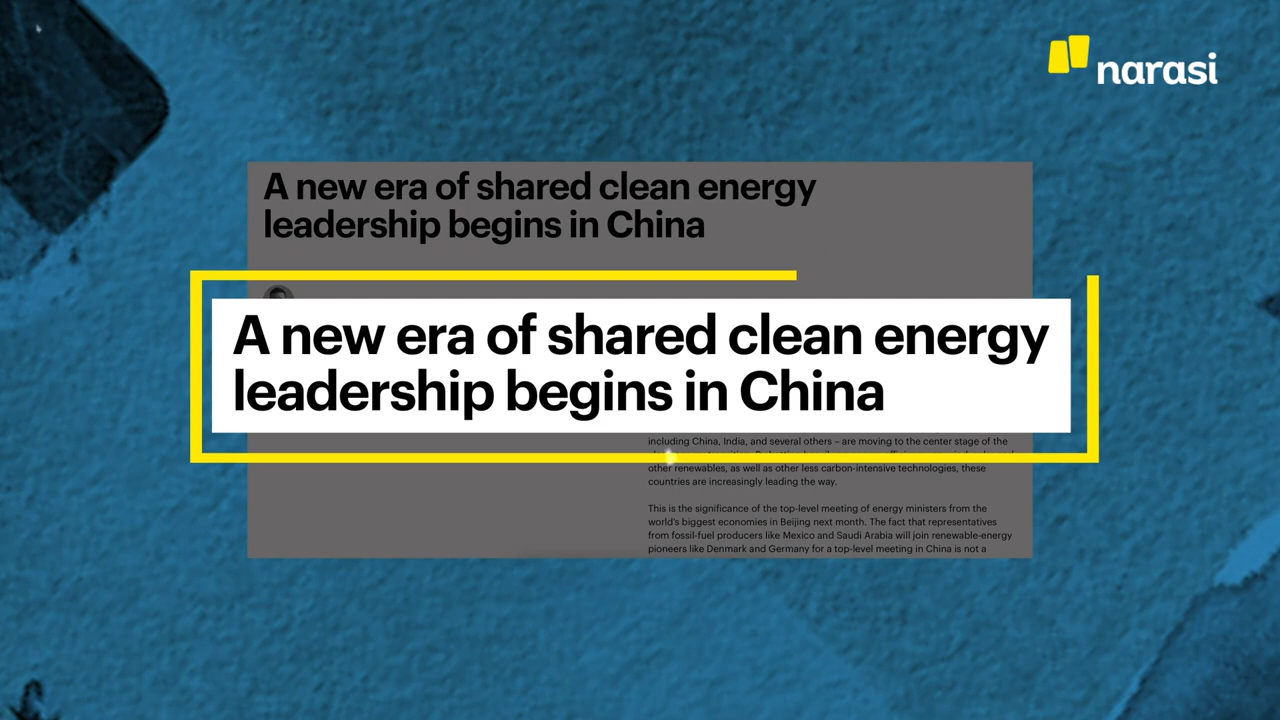 narasi
A new era of shared clean energy
leadership begins in China
A new era of shared clean energy
leadership begins in China
including China, India, and several others – are moving to the center stage of the
other renewables, as well as other less carbon-intensive technologies, these
countries are increasingly leading the way.
This is the significance of the top-level meeting of energy ministers from the
world's biggest economies in Beijing next month. The fact that representatives
from fossil-fuel producers like Mexico and Saudi Arabia will join renewable-energy
pioneers like Denmark and Germany for a top-level meeting in China is not a